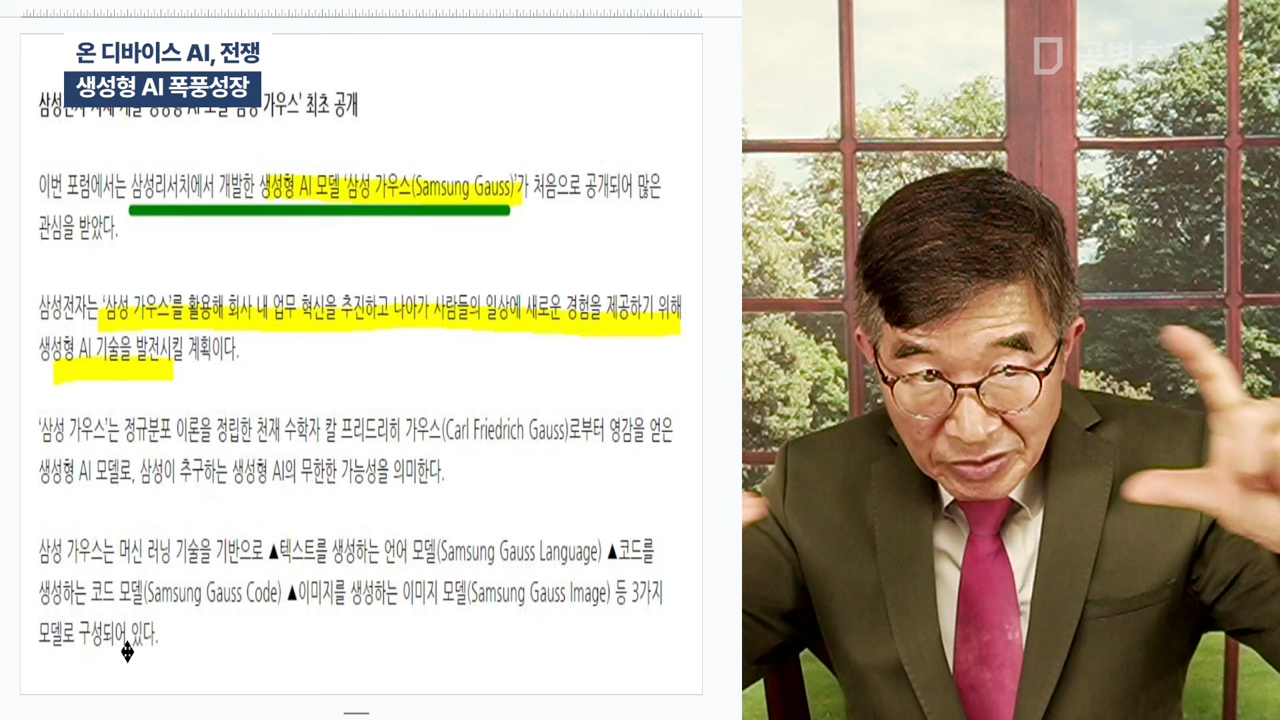 온 디바이스 AI, 전쟁
생성형 AI 폭풍성장
가우스’ 최초 공개
이번 포럼에서는 삼성리서치에서 개발한 생성형 AI 모델 ‘삼성 가우스(Samsung Gauss)’가 처음으로 공개되어 많은
관심을 받았다.
삼성전자는 ‘삼성 가우스’를 활용해 회사 내 업무 혁신을 추진하고 나아가 사람들의 일상에 새로운 경험을 제공하기 위해
생성형 AI 기술을 발전시킬 계획이다.
‘삼성 가우스’는 정규분포 이론을 정립한 천재 수학자 칼 프리드리히 가우스(Carl Friedrich Gauss)로부터 영감을 얻은
생성형 AI 모델로, 삼성이 추구하는 생성형 AI의 무한한 가능성을 의미한다.
삼성 가우스는 머신 러닝 기술을 기반으로 ▲텍스트를 생성하는 언어 모델(Samsung Gauss Language) ▲코드를
생성하는 코드 모델(Samsung Gauss Code) ▲이미지를 생성하는 이미지 모델(Samsung Gauss Image) 등 3가지
모델로 구성되어 있다.